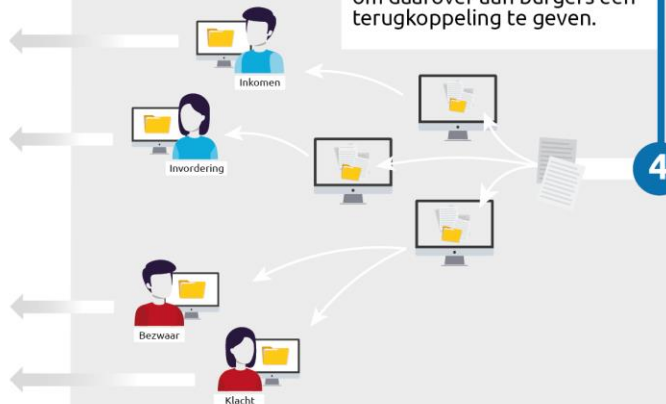 om daarover aan burgers een
terugkoppeling te geven.
Inkomen
Invordering
4
Bezwaar
Klacht